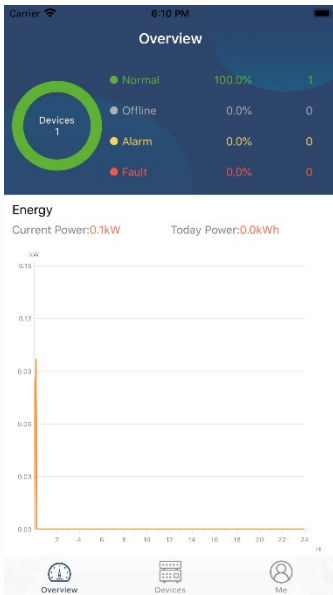 Carrier 6:10 PM
Overview
Normal 100.0% 1
Offline 0.0% 0
Devices
1
Alarm 0.0% 0
Fault 0.0% 0
Energy
Current Power:0.1kW Today Power:0.0kWh
kW
0.15
0.12
0.09
0.06
0.03
0.00
2 4 6 8 10 12 14 16 18 20 22 24
H
Overview Devices Me